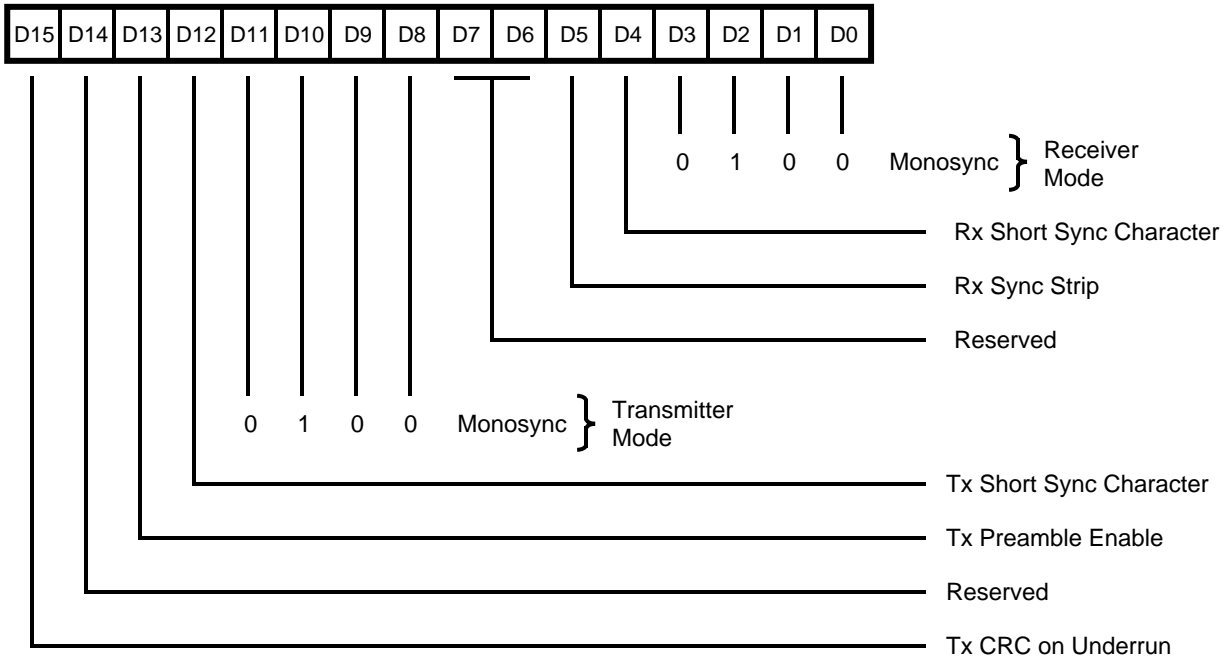 D15 D14 D13 D12 D11 D10 D9 D8 D7 D6 D5 D4 D3 D2 D1 D0
0 1 0 0 Monosync Receiver
Mode
Rx Short Sync Character
Rx Sync Strip
Reserved
0 1 0 0 Monosync Transmitter
Mode
Tx Short Sync Character
Tx Preamble Enable
Reserved
Tx CRC on Underrun